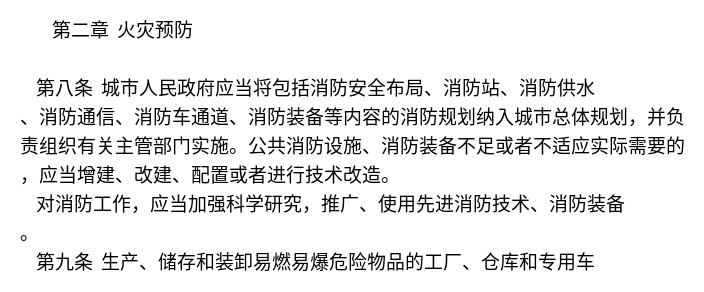 第二章 火灾预防
第八条 城市人民政府应当将包括消防安全布局、消防站、消防供水
、消防通信、消防车通道、消防装备等内容的消防规划纳入城市总体规划，并负
责组织有关主管部门实施。公共消防设施、消防装备不足或者不适应实际需要的
，应当增建、改建、配置或者进行技术改造。
对消防工作，应当加强科学研究，推广、使用先进消防技术、消防装备
。
第九条 生产、储存和装卸易燃易爆危险物品的工厂、仓库和专用车